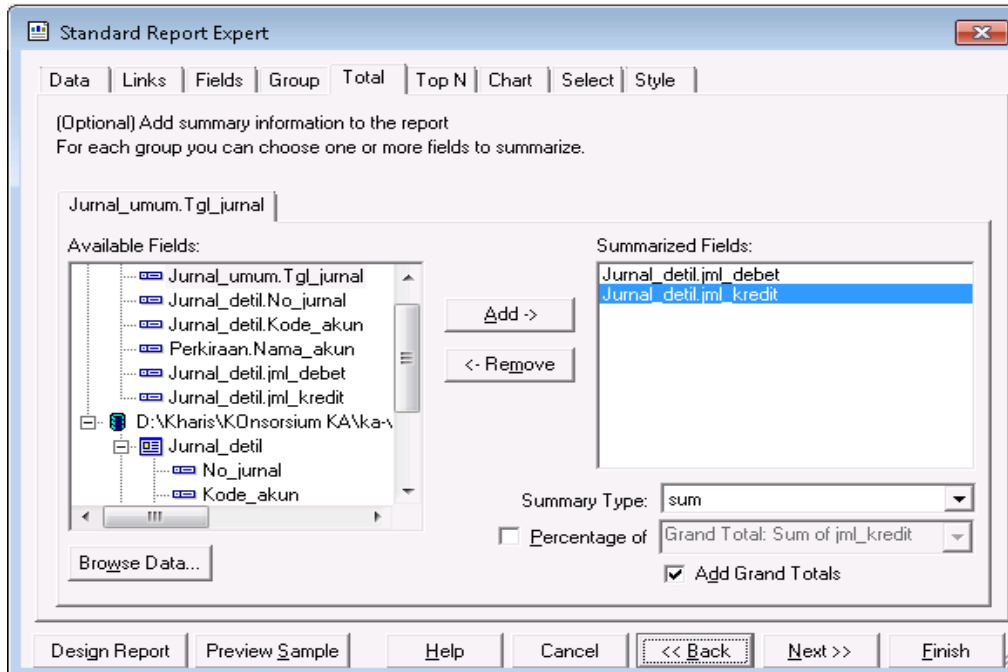 Standard Report Expert
Data Links Fields Group Total Top N Chart Select Style
(Optional) Add summary information to the report
For each group you can choose one or more fields to summarize.
Jurnal_umum.Tgl_jurnal
Available Fields:
Jurnal_umum.Tgl_jurnal
Jurnal_detil.No_jurnal
Jurnal_detil.Kode_akun
Perkiraan.Nama_akun
Jurnal_detil.jml_debet
Jurnal_detil.jml_kredit
D:\Kharis\KOnsorsium KA\ka-v
Jurnal_detil
No_jurnal
Kode_akun
Browse Data...
Add ->
<- Remove
Summarized Fields:
Jurnal_detil.jml_debet
Jurnal_detil.jml_kredit
Summary Type: sum
Percentage of Grand Total: Sum of jml_kredit
Add Grand Totals
Design Report Preview Sample Help Cancel << Back Next >> Finish